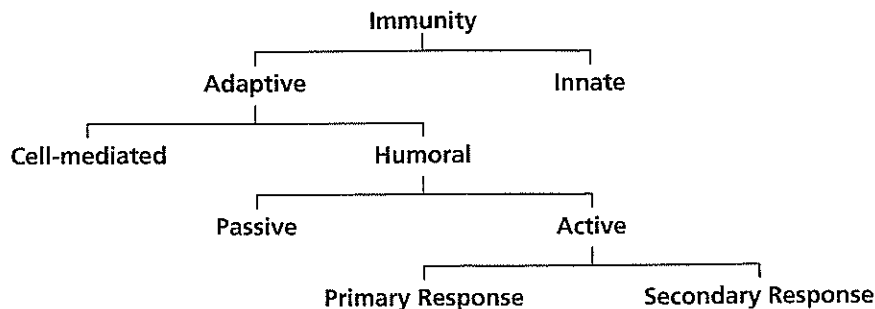 Immunity
Adaptive Innate
Cell-mediated Humoral
Passive Active
Primary Response Secondary Response